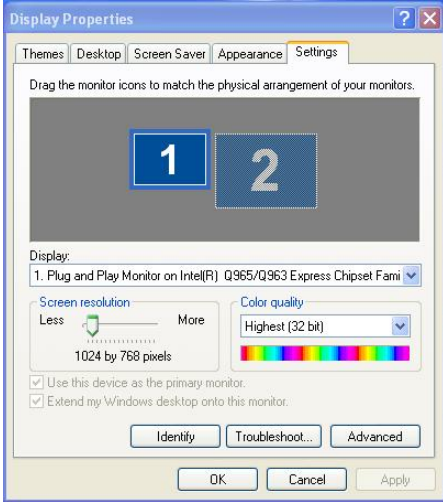 Display Properties
Themes Desktop Screen Saver Appearance Settings
Drag the monitor icons to match the physical arrangement of your monitors.
1 2
Display:
1. Plug and Play Monitor on Intel(R) Q965/Q963 Express Chipset Fami
Screen resolution
Less More
1024 by 768 pixels
Color quality
Highest (32 bit)
Use this device as the primary monitor.
Extend my Windows desktop onto this monitor.
Identify Troubleshoot... Advanced
OK Cancel Apply